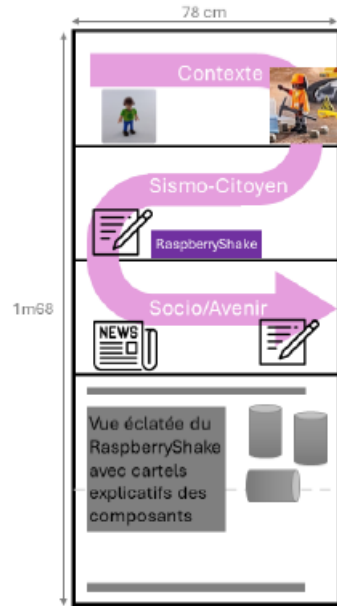 78 cm
Contexte
Sismo-Citoyen
RaspberryShake
1m68
Socio/Avenir
NEWS
Vue éclatée du
RaspberryShake
avec cartels
explicatifs des
composants